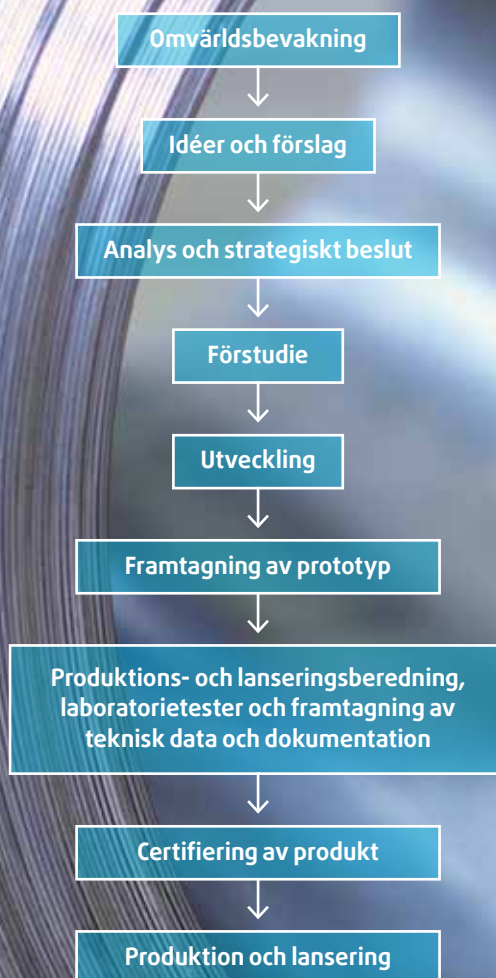 Omvärldsbevakning
Idéer och förslag
Analys och strategiskt beslut
Förstudie
Utveckling
Framtagning av prototyp
Produktions- och lanseringsberedning,
laboratorietester och framtagning av
teknisk data och dokumentation
Certifiering av produkt
Produktion och lansering